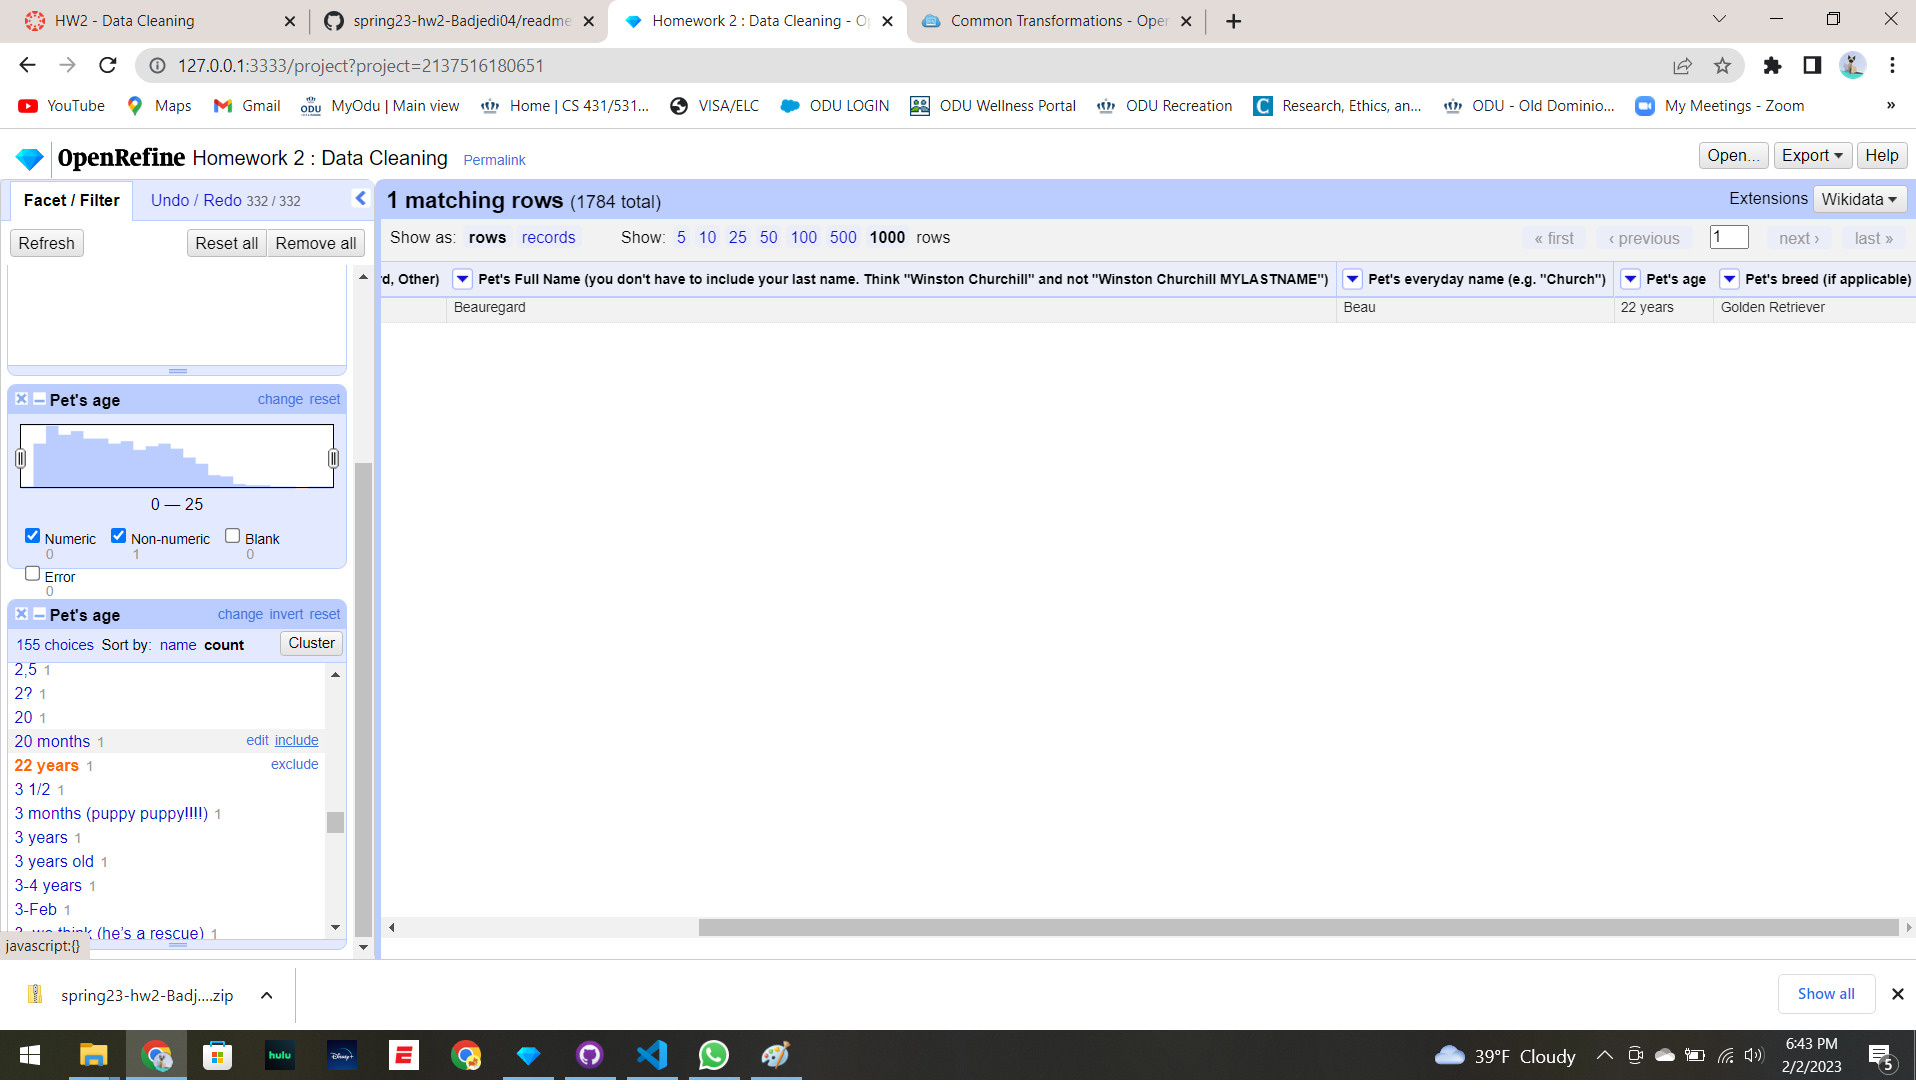 HW2 - Data Cleaning
spring23-hw2-Badjedi04/readme
Homework 2 : Data Cleaning - Op
Common Transformations - Open
127.0.0.1:3333/project?project=2137516180651
YouTube
Maps
Gmail
MyOdu | Main view
Home | CS 431/531...
VISA/ELC
ODU LOGIN
ODU Wellness Portal
ODU Recreation
Research, Ethics, an...
ODU - Old Dominio...
My Meetings - Zoom
»
OpenRefine Homework 2 : Data Cleaning Permalink
Open... Export Help
Facet / Filter
Undo / Redo 332 / 332
1 matching rows (1784 total)
Extensions Wikidata
Refresh
Reset all Remove all
Show as: rows records Show: 5 10 25 50 100 500 1000 rows
« first ‹ previous 1 next › last »
rd, Other)
Pet's Full Name (you don't have to include your last name. Think "Winston Churchill" and not "Winston Churchill MYLASTNAME")
Pet's everyday name (e.g. "Church")
Pet's age
Pet's breed (if applicable)
Beauregard
Beau
22 years
Golden Retriever
Pet's age change reset
0 — 25
Numeric Non-numeric Blank
0 1 0
Error
0
Pet's age change invert reset
155 choices Sort by: name count Cluster
2,5 1
2? 1
20 1
20 months 1 edit include
22 years 1 exclude
3 1/2 1
3 months (puppy puppy!!!!) 1
3 years 1
3 years old 1
3-4 years 1
3-Feb 1
3, we think (he's a rescue) 1
javascript:{}
spring23-hw2-Badj....zip
Show all
hulu
Disney+
E
39°F Cloudy
6:43 PM
2/2/2023
5